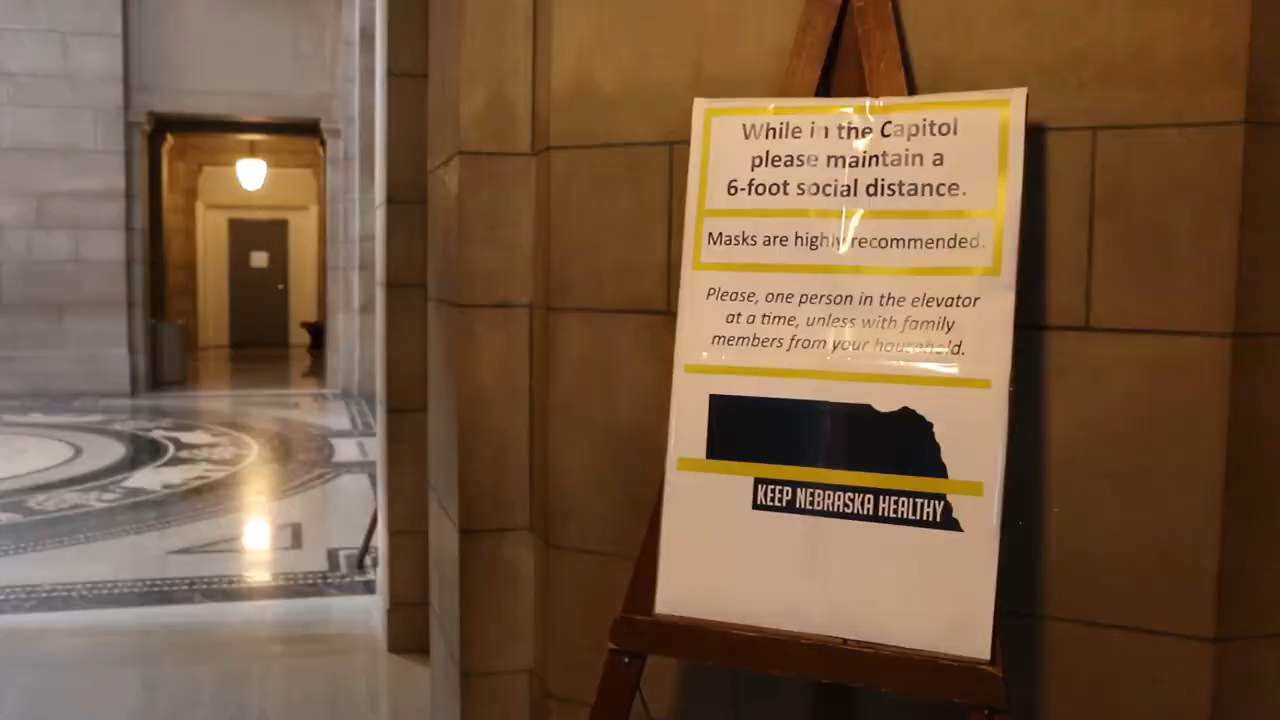 While in the Capitol
please maintain a
6-foot social distance.
Masks are highly recommended.
Please, one person in the elevator
at a time, unless with family
members from your household.
KEEP NEBRASKA HEALTHY